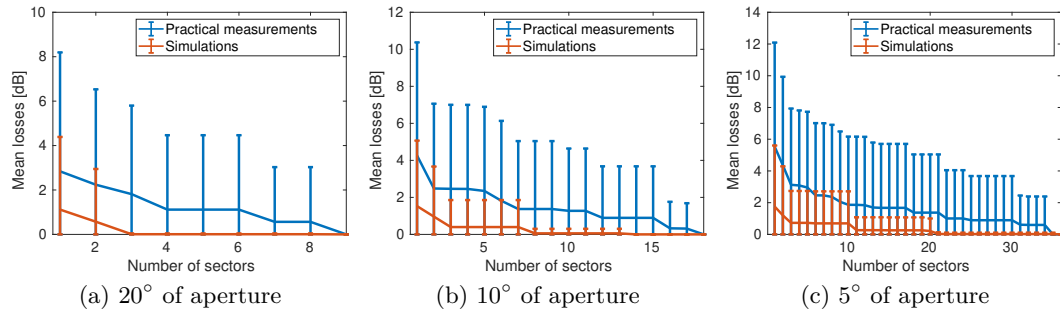 10
8
6
4
2
0
Mean losses [dB]
2 4 6 8
Number of sectors
Practical measurements
Simulations
(a) 20° of aperture
12
10
8
6
4
2
0
Mean losses [dB]
5 10 15
Number of sectors
Practical measurements
Simulations
(b) 10° of aperture
14
12
10
8
6
4
2
0
Mean losses [dB]
10 20 30
Number of sectors
Practical measurements
Simulations
(c) 5° of aperture